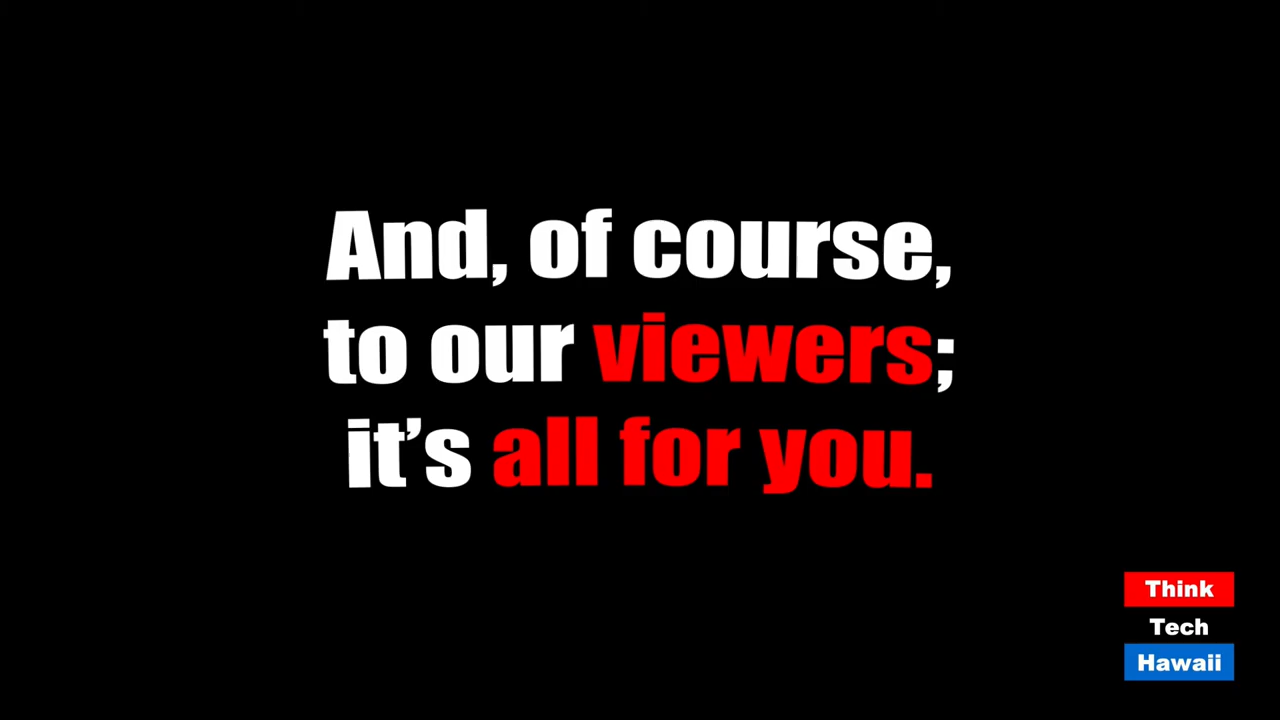 And, of course,
to our viewers;
it’s all for you.
Think
Tech
Hawaii